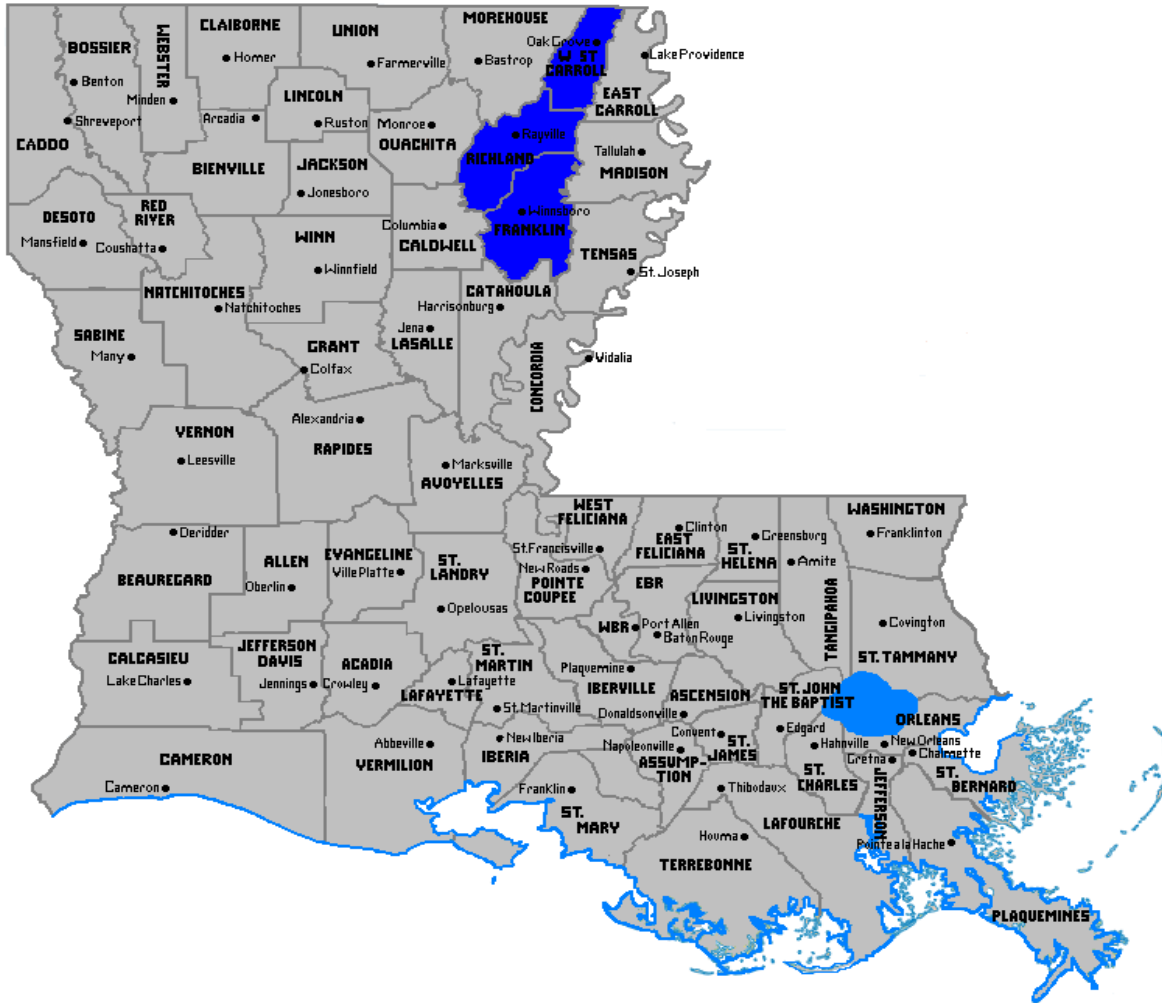 CLAIBORNE
UNION
MOREHOUSE
BOSSIER
WEBSTER
Homer
Farmerville
Bastrop
Oak Grove
W ST
CARROLL
Lake Providence
Benton
Minden
LINCOLN
EAST
CARROLL
Shreveport
Arcadia
Ruston
Monroe
OUACHITA
Rayville
CADDO
BIENVILLE
JACKSON
RICHLAND
Tallulah
MADISON
Jonesboro
DESOTO
RED
RIVER
Mansfield
Coushatta
WINN
Columbia
CALDWELL
Winnsboro
FRANKLIN
TENSAS
Winnfield
St. Joseph
NATCHITOCHES
Natchitoches
CATAHOULA
Harrisonburg
SABINE
Many
GRANT
Colfax
Jena
LASALLE
CONCORDIA
Vidalia
Alexandria
RAPIDES
VERNON
Leesville
Marksville
AVOYELLES
WEST
FELICIANA
St. Francisville
Clinton
EAST
FELICIANA
Greensburg
ST.
HELENA
WASHINGTON
Franklinton
Deridder
BEAUREGARD
ALLEN
Oberlin
EVANGELINE
Ville Platte
ST.
LANDRY
Opelousas
New Roads
POINTE
COUPEE
EBR
Amite
TANGIPAHOA
LIVINGSTON
Livingston
WBR
Port Allen
Baton Rouge
Covington
ST. TAMMANY
CALCASIEU
Lake Charles
JEFFERSON
DAVIS
Jennings
ACADIA
Crowley
LAFAYETTE
Lafayette
ST.
MARTIN
St. Martinville
Plaquemine
IBERVILLE
ASCENSION
Donaldsonville
ST. JOHN
THE BAPTIST
Edgard
ORLEANS
New Orleans
CAMERON
Cameron
Abbeville
VERMILION
New Iberia
IBERIA
Napoleonville
ASSUMP-
TION
Convent
ST.
JAMES
Hahnville
ST.
CHARLES
Gretna
JEFFERSON
Chalmette
ST.
BERNARD
Franklin
ST.
MARY
Thibodaux
LAFOURCHE
Houma
TERREBONNE
Pointe a la Hache
PLAQUEMINES